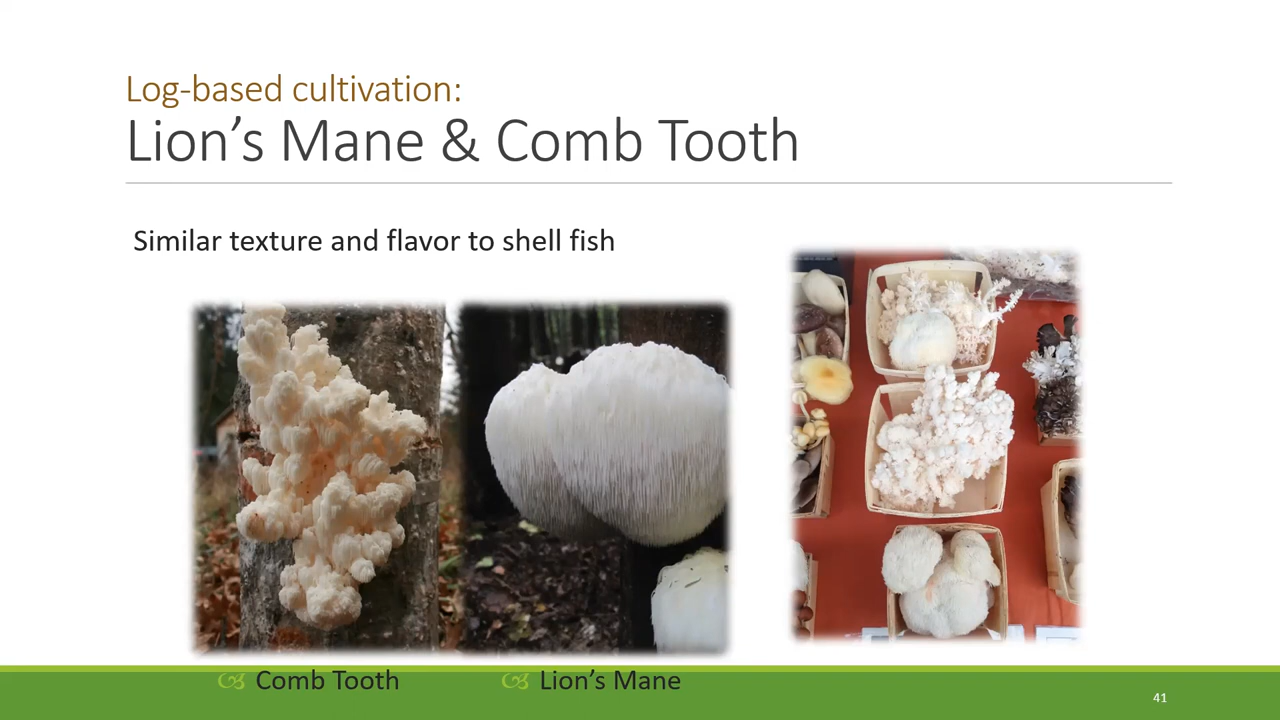 Log-based cultivation:
Lion’s Mane & Comb Tooth
Similar texture and flavor to shell fish
Comb Tooth
Lion’s Mane
41